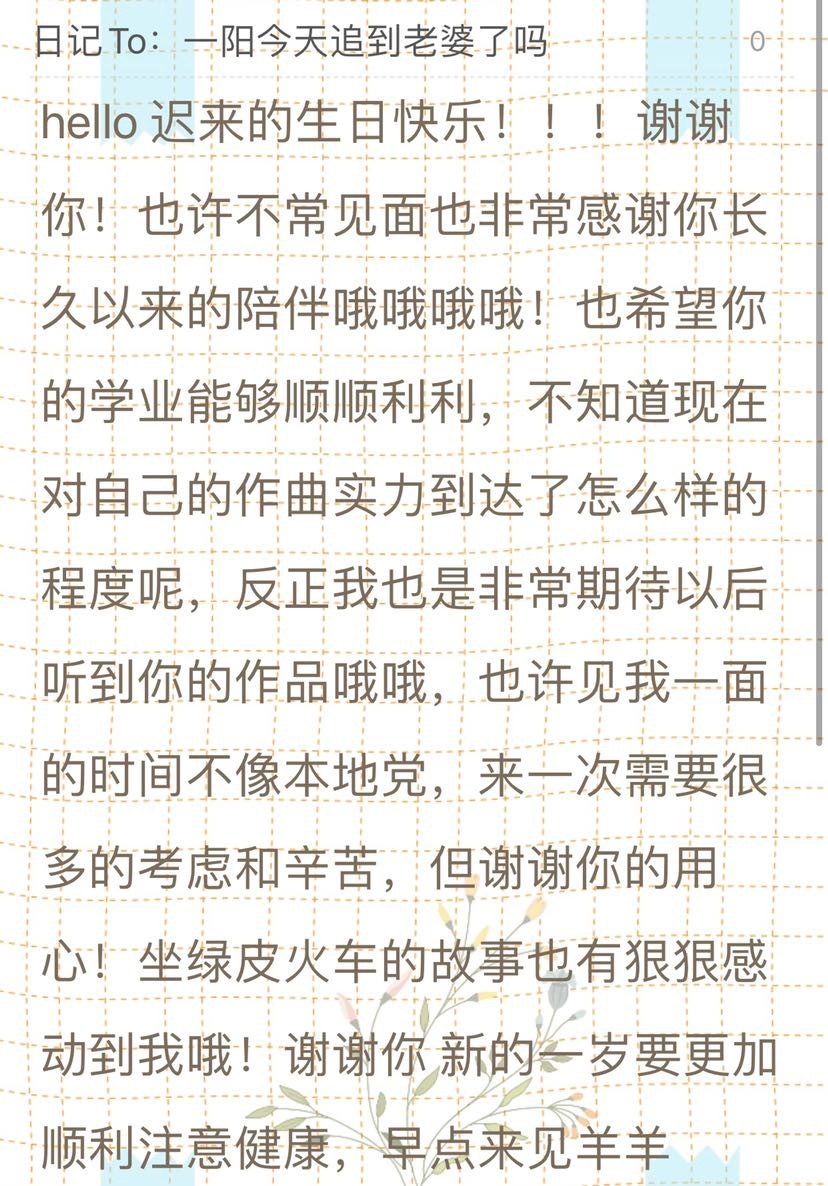 日记To：一阳今天追到老婆了吗 0
hello 迟来的生日快乐！！！谢谢
你！也许不常见面也非常感谢你长
久以来的陪伴哦哦哦哦！也希望你
的学业能够顺顺利利，不知道现在
对自己的作曲实力到达了怎么样的
程度呢，反正我也是非常期待以后
听到你的作品哦哦，也许见我一面
的时间不像本地党，来一次需要很
多的考虑和辛苦，但谢谢你的用
心！坐绿皮火车的故事也有狠狠感
动到我哦！谢谢你 新的一岁要更加
顺利注意健康，早点来见羊羊